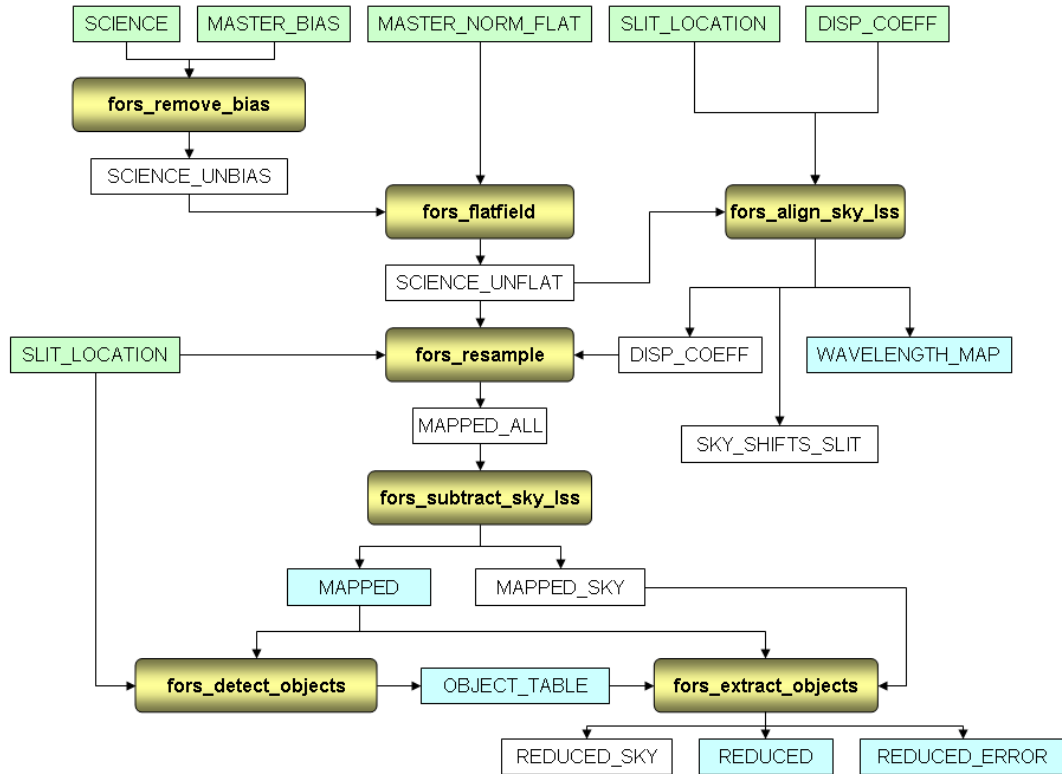 SCIENCE
MASTER_BIAS
MASTER_NORM_FLAT
SLIT_LOCATION
DISP_COEFF
fors_remove_bias
SCIENCE_UNBIAS
fors_flatfield
fors_align_sky_lss
SCIENCE_UNFLAT
SLIT_LOCATION
fors_resample
DISP_COEFF
WAVELENGTH_MAP
MAPPED_ALL
SKY_SHIFTS_SLIT
fors_subtract_sky_lss
MAPPED
MAPPED_SKY
fors_detect_objects
OBJECT_TABLE
fors_extract_objects
REDUCED_SKY
REDUCED
REDUCED_ERROR